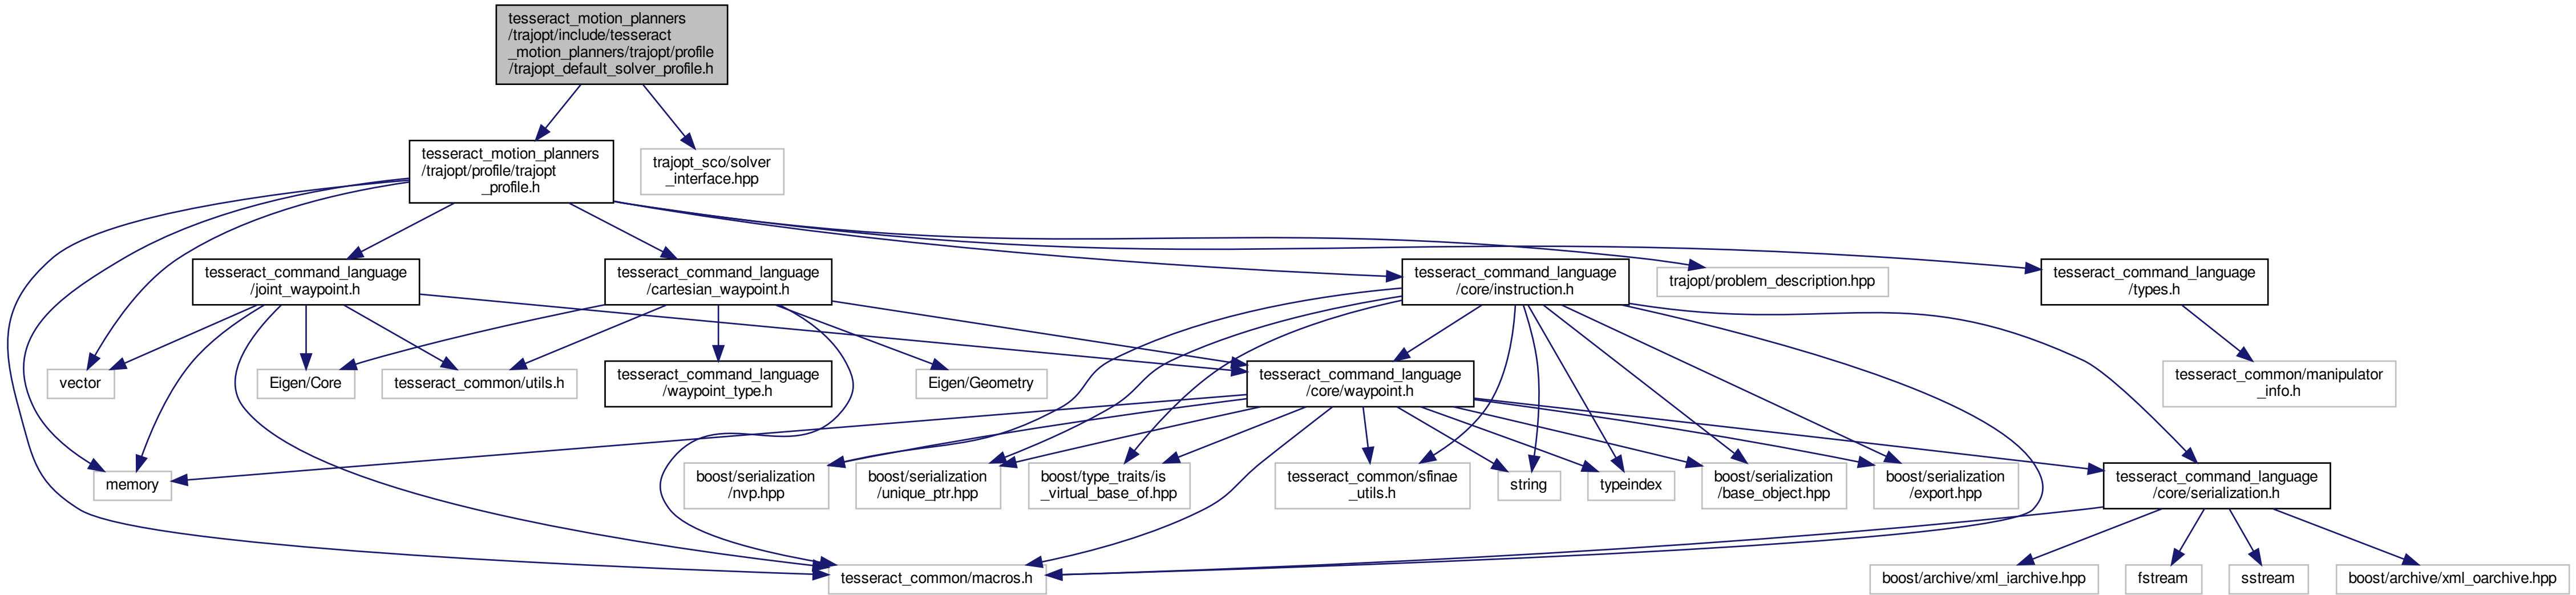 tesseract_motion_planners
/trajopt/include/tesseract
_motion_planners/trajopt/profile
/trajopt_default_solver_profile.h
tesseract_motion_planners
/trajopt/profile/trajopt
_profile.h
trajopt_sco/solver
_interface.hpp
tesseract_command_language
/joint_waypoint.h
tesseract_command_language
/cartesian_waypoint.h
tesseract_command_language
/core/instruction.h
trajopt/problem_description.hpp
tesseract_command_language
/types.h
vector
Eigen/Core
tesseract_common/utils.h
tesseract_command_language
/waypoint_type.h
Eigen/Geometry
tesseract_command_language
/core/waypoint.h
tesseract_common/manipulator
_info.h
memory
boost/serialization
/nvp.hpp
boost/serialization
/unique_ptr.hpp
boost/type_traits/is
_virtual_base_of.hpp
tesseract_common/sfinae
_utils.h
string
typeindex
boost/serialization
/base_object.hpp
boost/serialization
/export.hpp
tesseract_command_language
/core/serialization.h
tesseract_common/macros.h
boost/archive/xml_iarchive.hpp
fstream
sstream
boost/archive/xml_oarchive.hpp